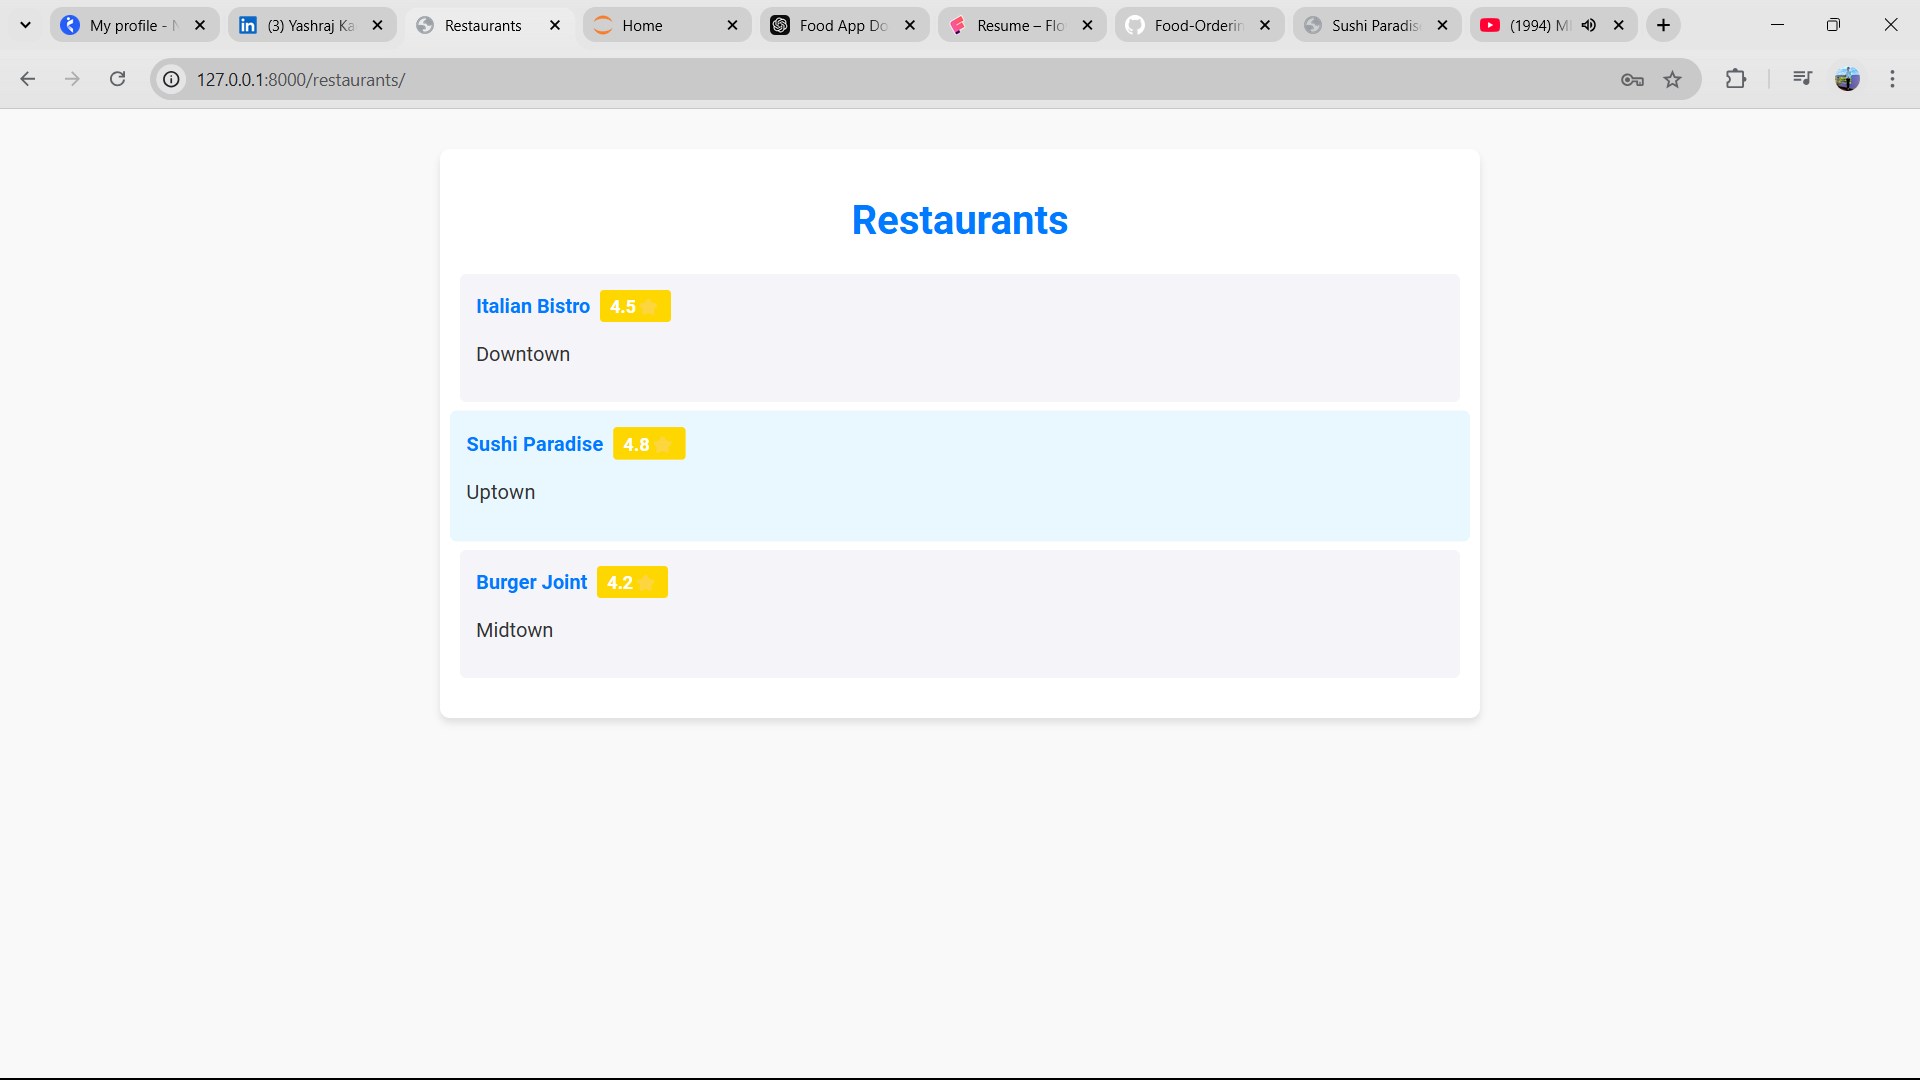 My profile - N
(3) Yashraj Ka
Restaurants
Home
Food App Do
Resume – Flo
Food-Orderin
Sushi Paradis
(1994) M
127.0.0.1:8000/restaurants/
Restaurants
Italian Bistro 4.5
Downtown
Sushi Paradise 4.8
Uptown
Burger Joint 4.2
Midtown